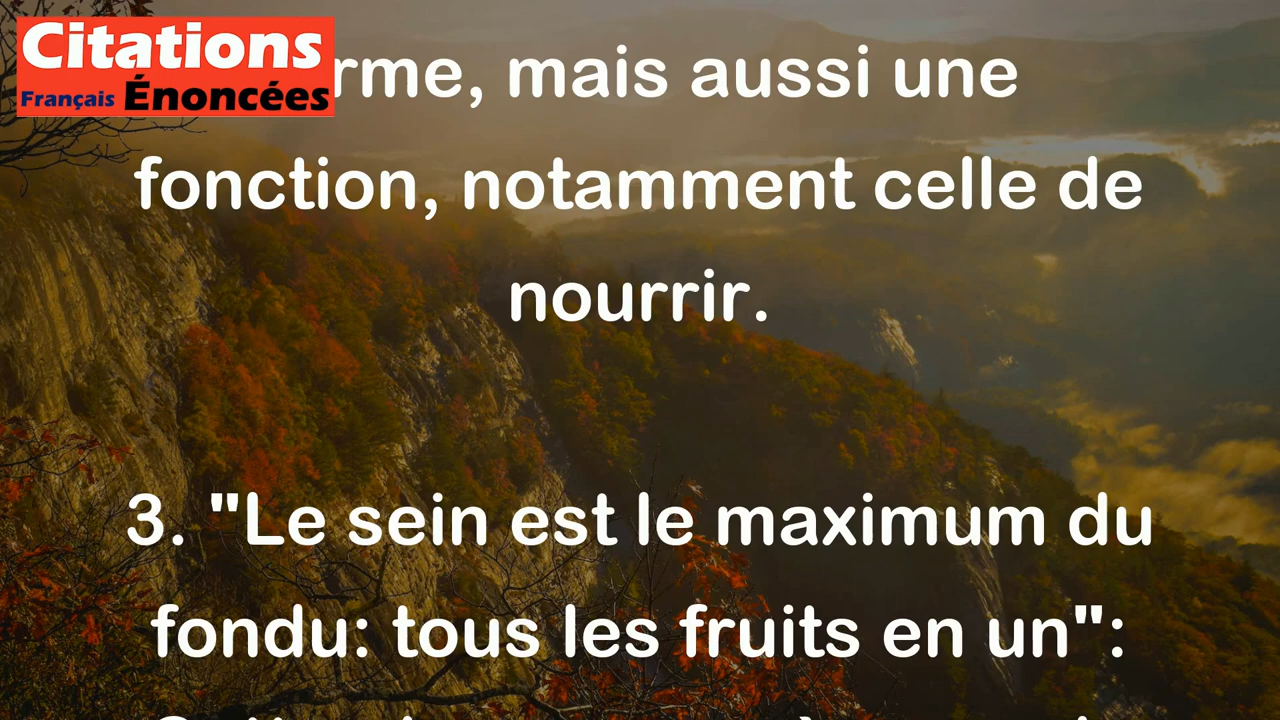 Citations
Français Énoncées
rme, mais aussi une
fonction, notamment celle de
nourrir.
3. "Le sein est le maximum du
fondu: tous les fruits en un":